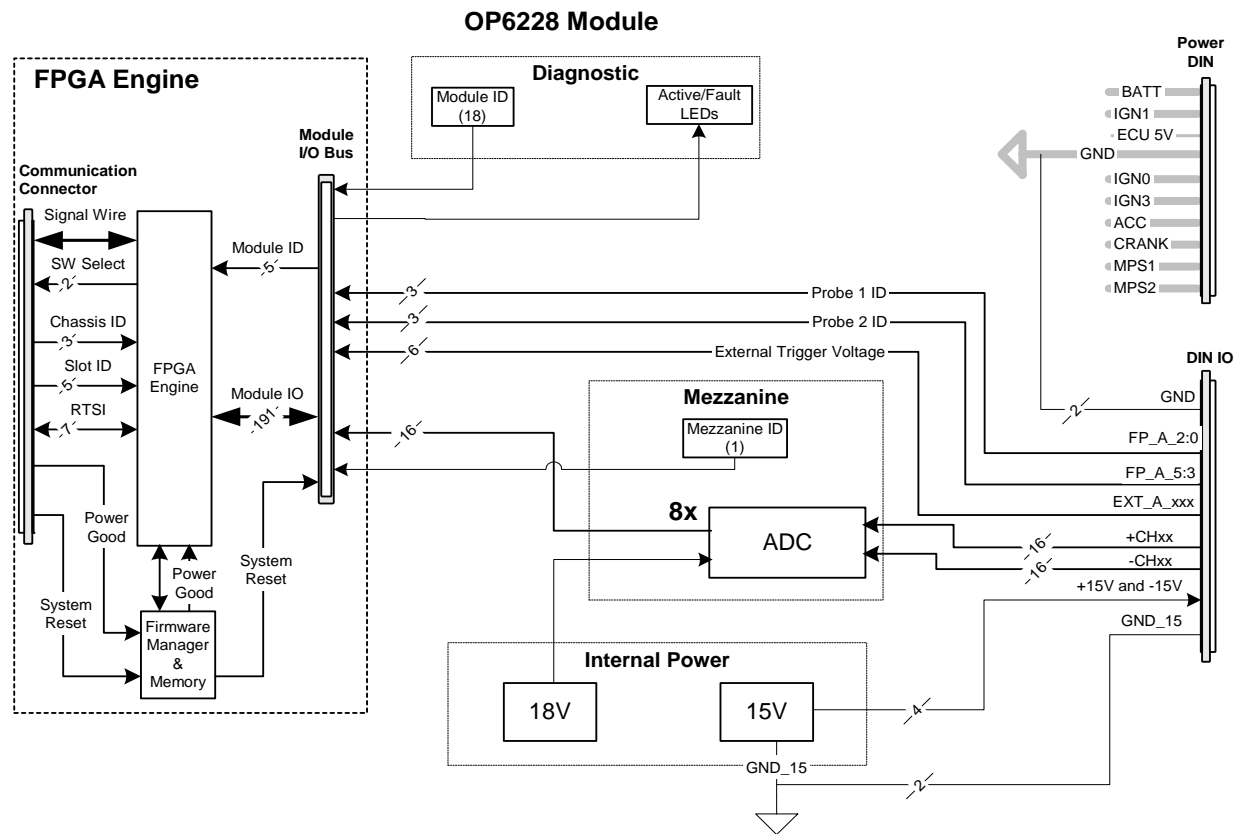 OP6228 Module
FPGA Engine
Communication
Connector
Signal Wire
SW Select
2
Chassis ID
3
Slot ID
5
RTSI
7
Power
Good
System
Reset
FPGA
Engine
Power
Good
Firmware
Manager
&
Memory
System
Reset
Module
I/O Bus
Module ID
5
Module IO
191
Diagnostic
Module ID
(18)
Active/Fault
LEDs
3
Probe 1 ID
3
Probe 2 ID
6
External Trigger Voltage
16
Mezzanine
Mezzanine ID
(1)
8x
ADC
16
16
Internal Power
18V
15V
4
GND_15
2
Power
DIN
BATT
IGN1
ECU 5V
GND
IGN0
IGN3
ACC
CRANK
MPS1
MPS2
DIN IO
2
GND
FP_A_2:0
FP_A_5:3
EXT_A_xxx
+CHxx
-CHxx
+15V and -15V
GND_15